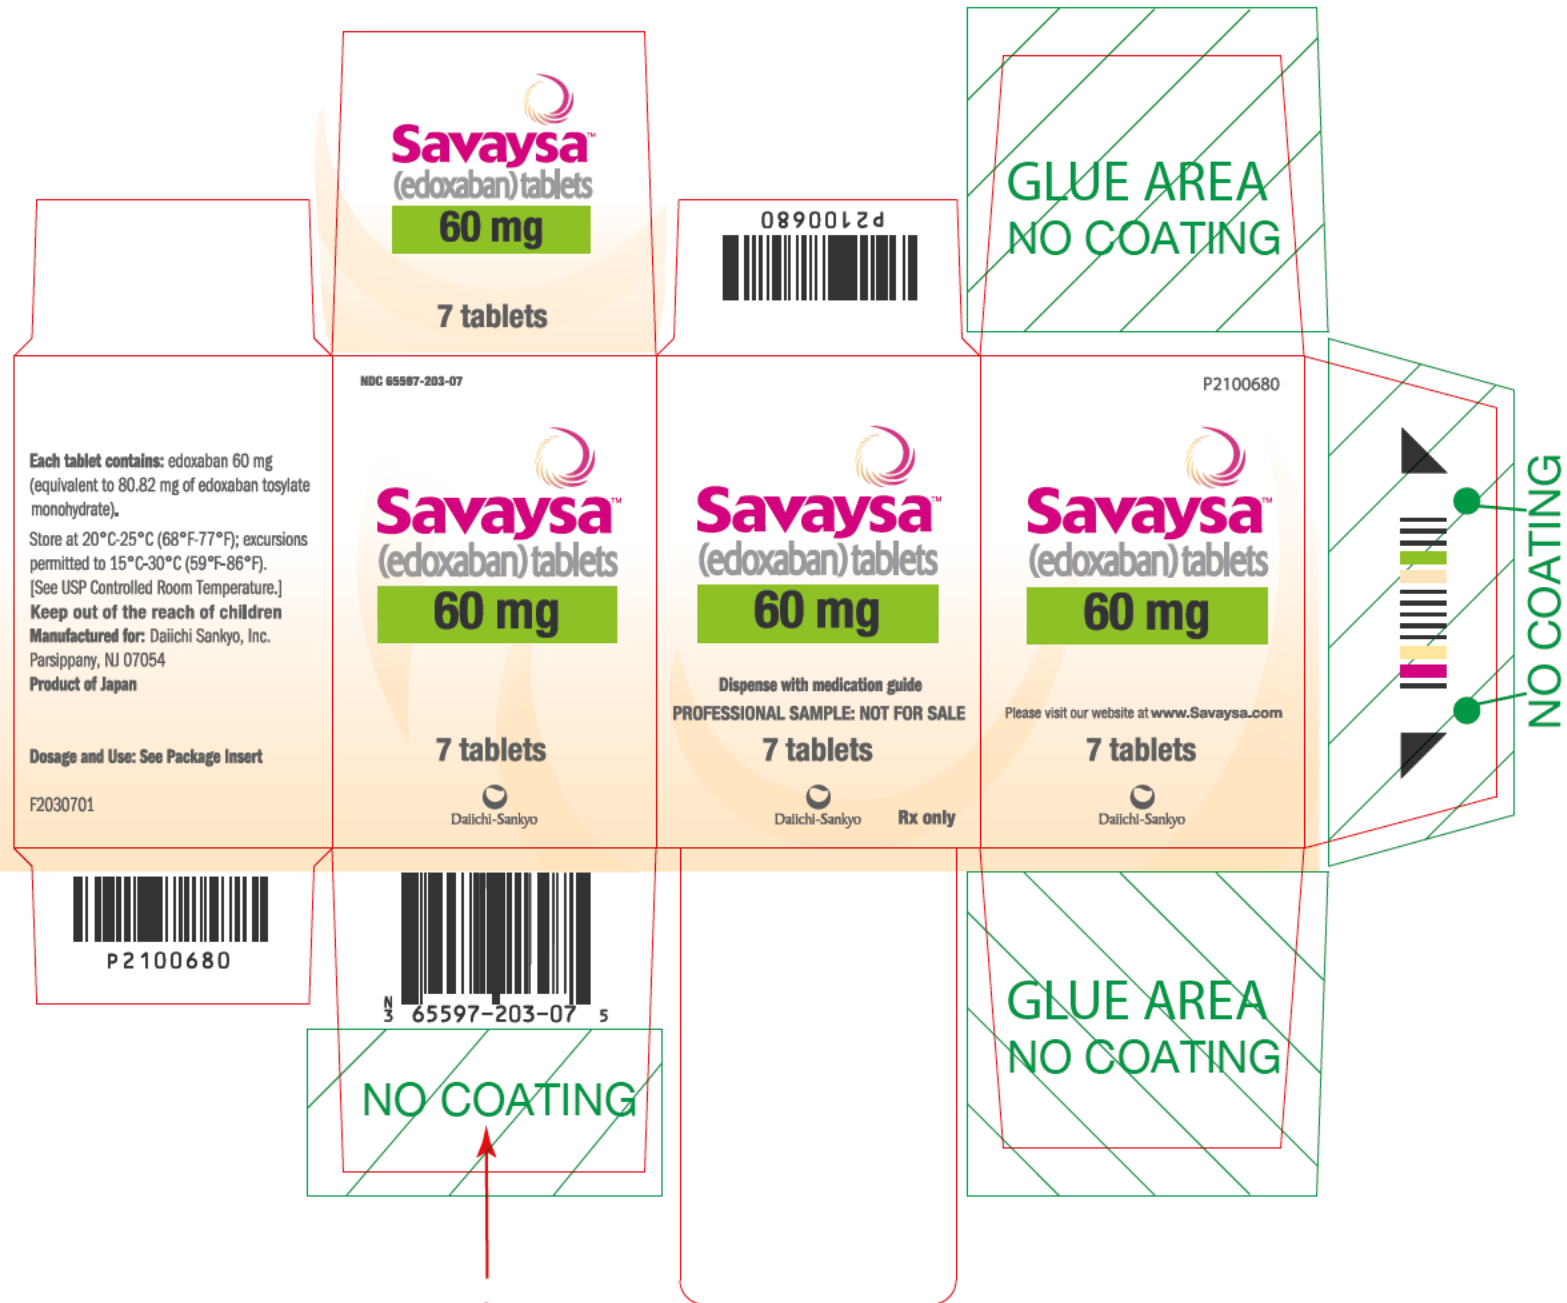 Savaysa™
(edoxaban) tablets
60 mg
7 tablets
P2100680
GLUE AREA
NO COATING
Each tablet contains: edoxaban 60 mg
(equivalent to 80.82 mg of edoxaban tosylate
monohydrate).
Store at 20°C-25°C (68°F-77°F); excursions
permitted to 15°C-30°C (59°F-86°F).
[See USP Controlled Room Temperature.]
Keep out of the reach of children
Manufactured for: Daiichi Sankyo, Inc.
Parsippany, NJ 07054
Product of Japan
Dosage and Use: See Package Insert
F2030701
NDC 65597-203-07
Savaysa™
(edoxaban) tablets
60 mg
7 tablets
Daiichi-Sankyo
Savaysa™
(edoxaban) tablets
60 mg
Dispense with medication guide
PROFESSIONAL SAMPLE: NOT FOR SALE
7 tablets
Daiichi-Sankyo
Rx only
P2100680
Savaysa™
(edoxaban) tablets
60 mg
Please visit our website at www.Savaysa.com
7 tablets
Daiichi-Sankyo
NO COATING
P2100680
N
3 65597-203-07 5
NO COATING
GLUE AREA
NO COATING